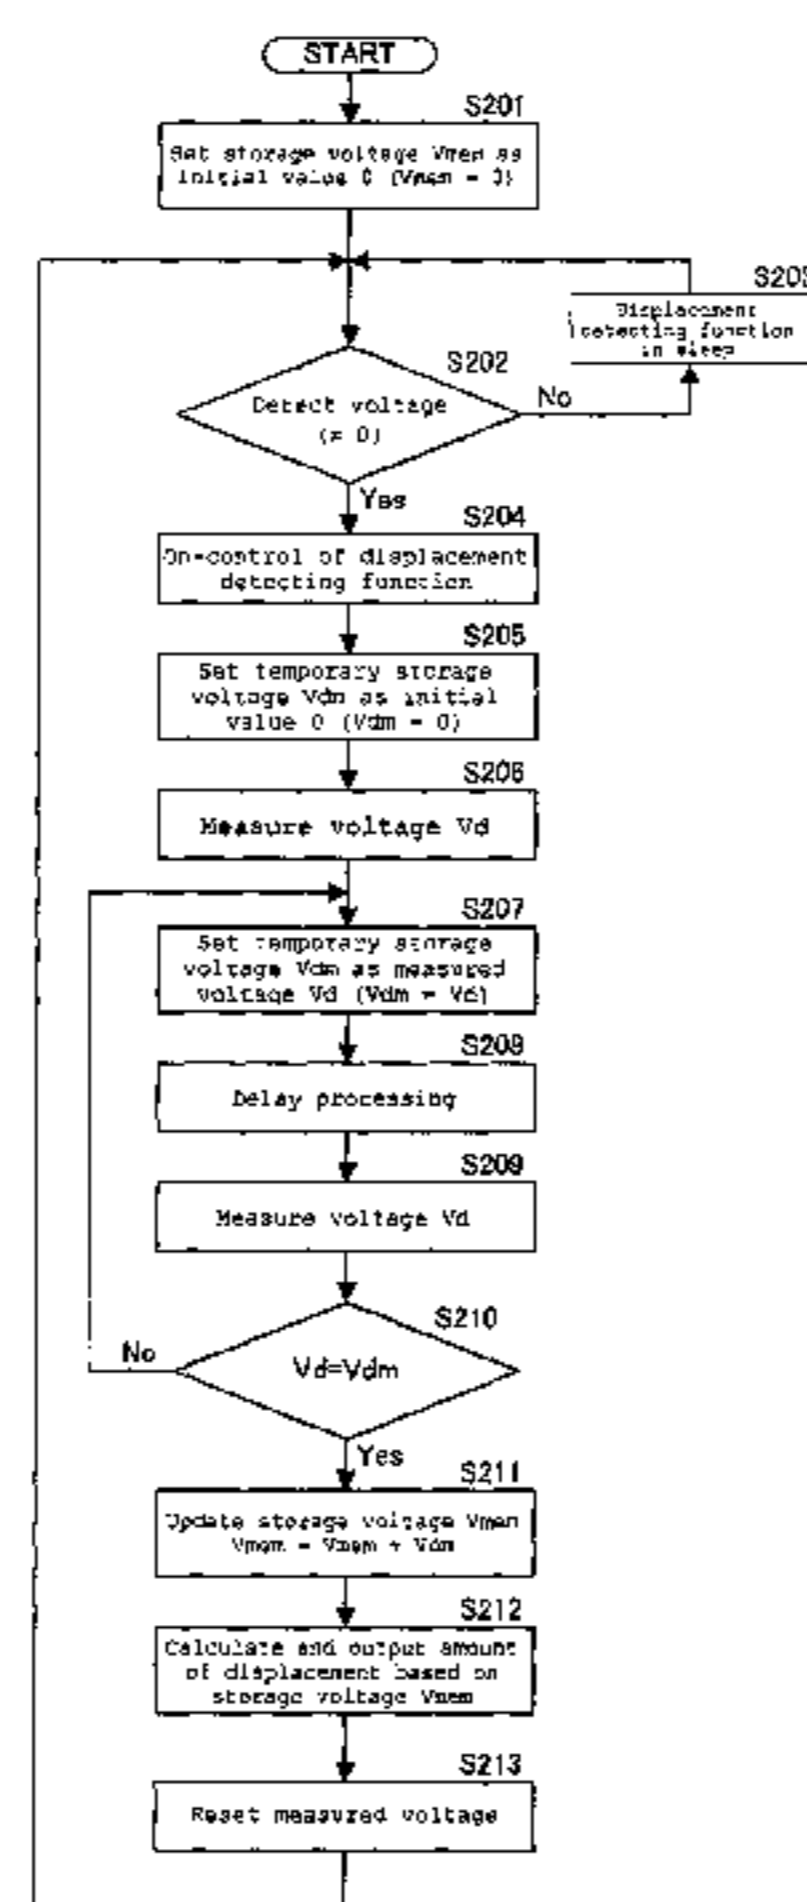 START
S201
Set storage voltage Vmem as
initial value 0 (Vmem = 0)
S203
Displacement
detecting function
in sleep
S202
Detect voltage
(≠ 0)
No
Yes
S204
On-control of displacement
detecting function
S205
Set temporary storage
voltage Vdm as initial
value 0 (Vdm = 0)
S206
Measure voltage Vd
S207
Set temporary storage
voltage Vdm as measured
voltage Vd (Vdm = Vd)
S208
Delay processing
S209
Measure voltage Vd
S210
No
Vd=Vdm
Yes
S211
Update storage voltage Vmem
Vmem = Vmem + Vdm
S212
Calculate and output amount
of displacement based on
storage voltage Vmem
S213
Reset measured voltage